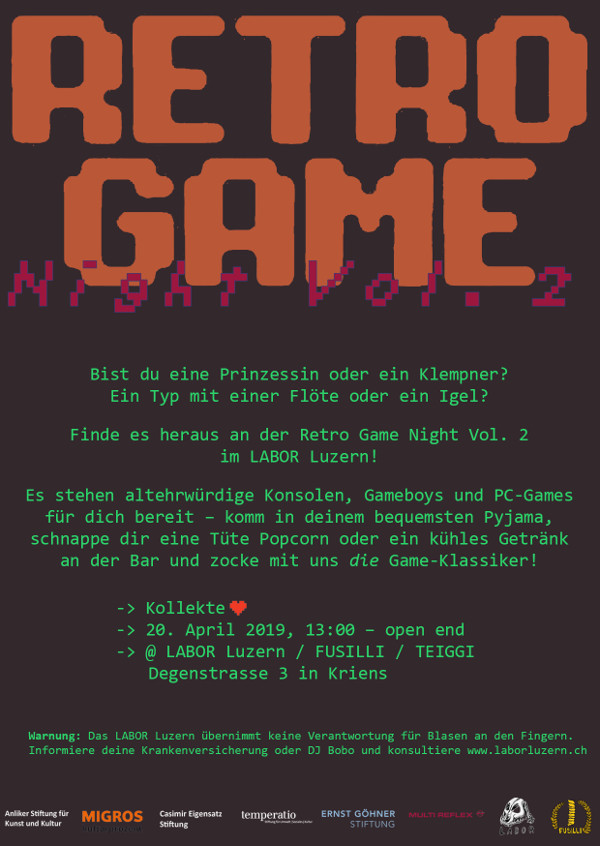 RETRO
GAME
Night Vol. 2
Bist du eine Prinzessin oder ein Klempner?
Ein Typ mit einer Flöte oder ein Igel?
Finde es heraus an der Retro Game Night Vol. 2
im LABOR Luzern!
Es stehen altehrwürdige Konsolen, Gameboys und PC-Games
für dich bereit – komm in deinem bequemsten Pyjama,
schnappe dir eine Tüte Popcorn oder ein kühles Getränk
an der Bar und zocke mit uns die Game-Klassiker!
-> Kollekte
-> 20. April 2019, 13:00 – open end
-> @ LABOR Luzern / FUSILLI / TEIGGI
Degenstrasse 3 in Kriens
Warnung: Das LABOR Luzern übernimmt keine Verantwortung für Blasen an den Fingern.
Informiere deine Krankenversicherung oder DJ Bobo und konsultiere www.laborluzern.ch
Anliker Stiftung für
Kunst und Kultur
MIGROS
Casimir Eigensatz
Stiftung
temperatio
ERNST GÖHNER
STIFTUNG
MULTI REFLEX
LABOR
FUSILLI